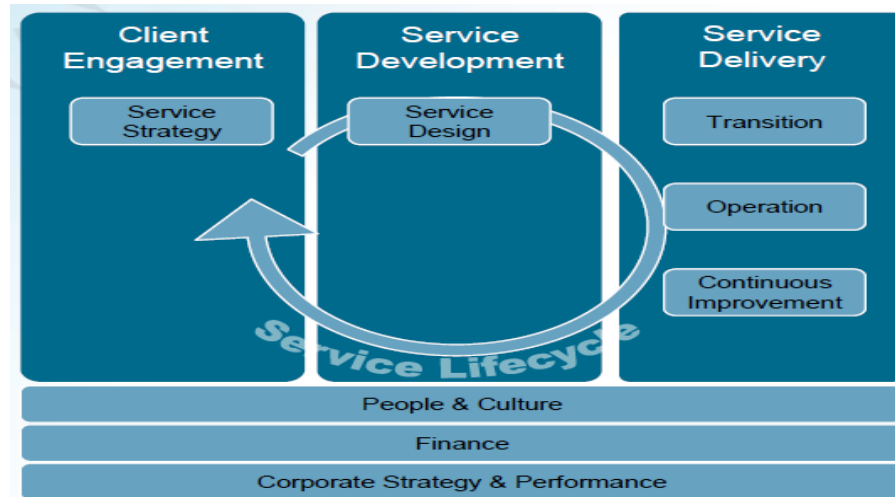 Client
Engagement
Service
Strategy
Service
Development
Service
Design
Service
Delivery
Transition
Operation
Continuous
Improvement
Service Lifecycle
People & Culture
Finance
Corporate Strategy & Performance